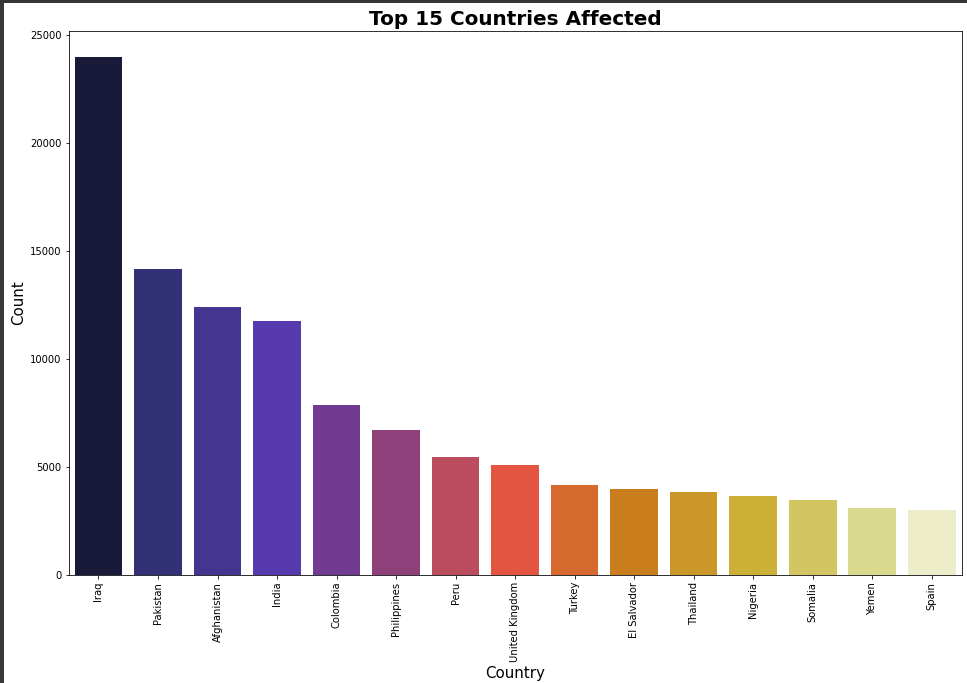 Top 15 Countries Affected
25000
20000
15000
10000
5000
0
Count
Iraq
Pakistan
Afghanistan
India
Colombia
Philippines
Peru
United Kingdom
Turkey
El Salvador
Thailand
Nigeria
Somalia
Yemen
Spain
Country